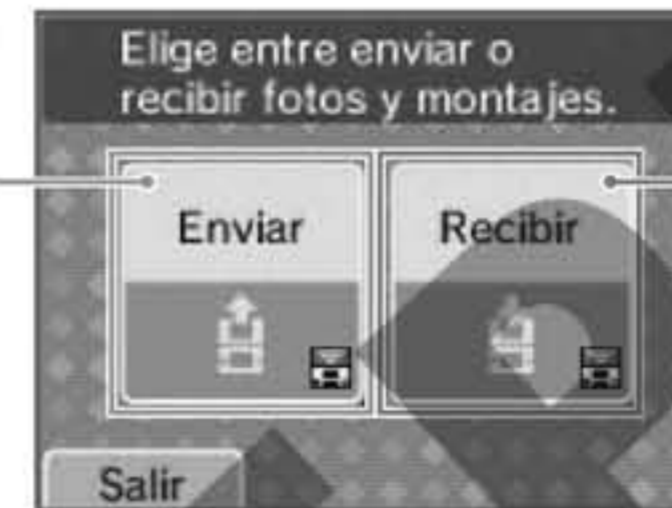 Elige entre enviar o
recibir fotos y montajes.
Enviar
Recibir
Salir